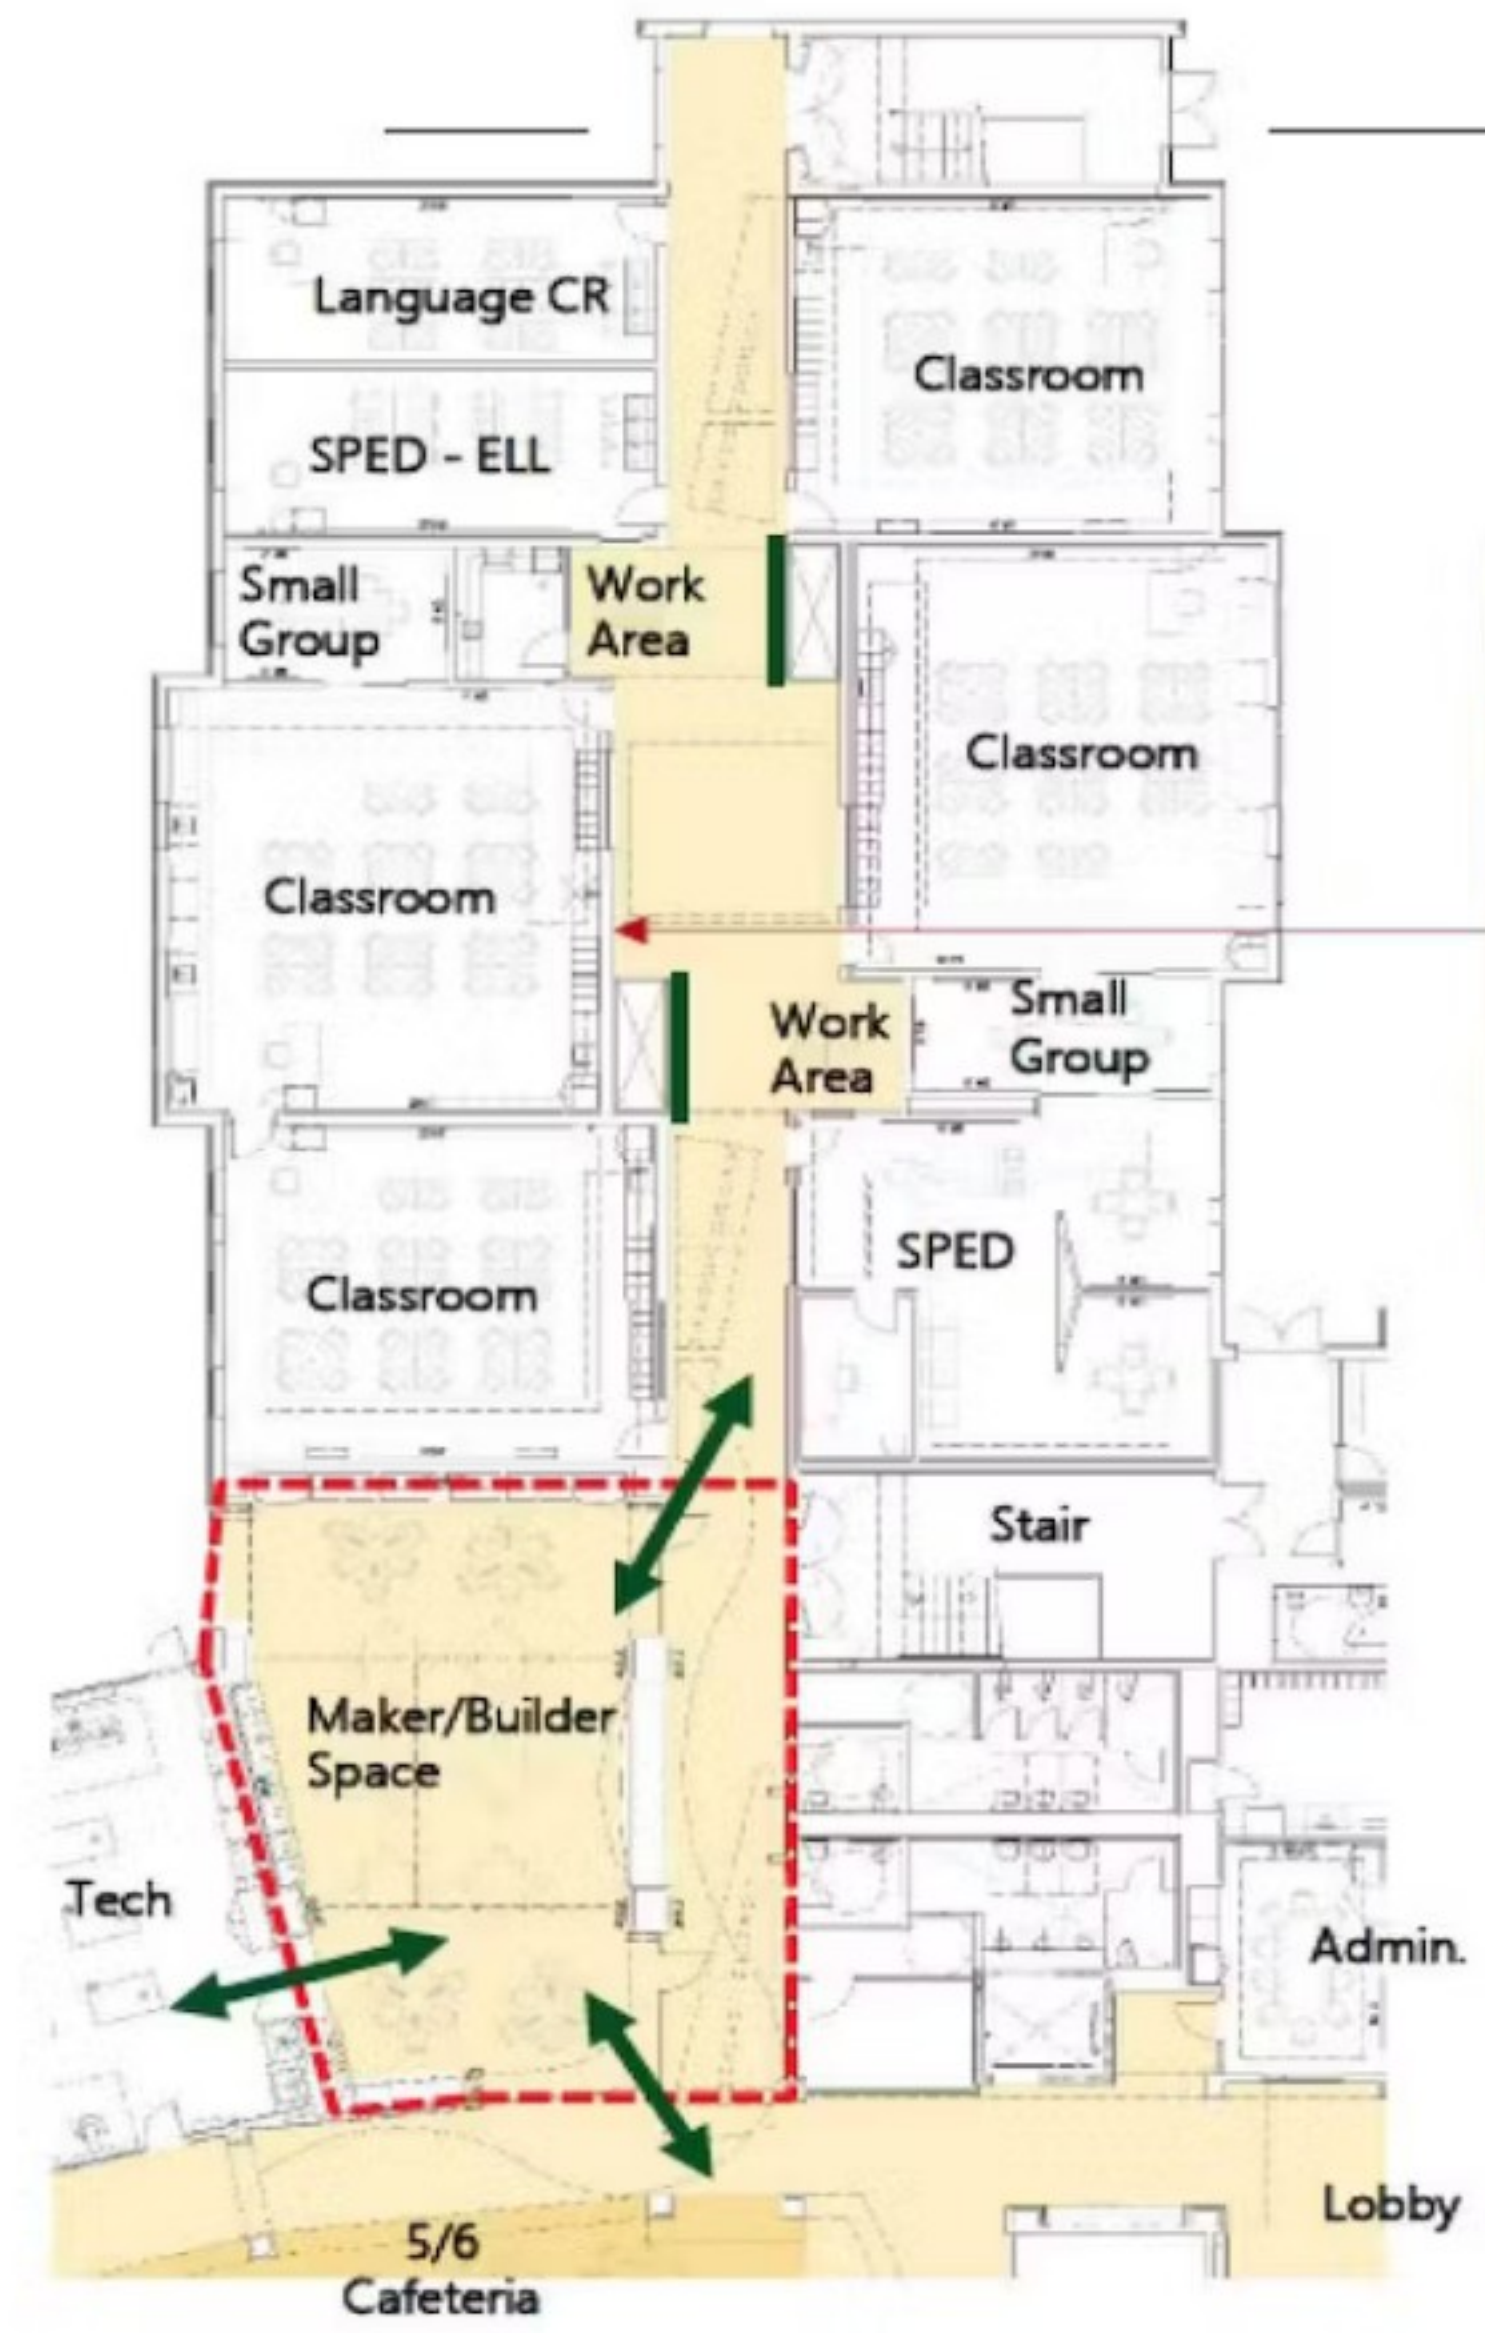 Language CR
Classroom
SPED - ELL
Small
Group
Work
Area
Classroom
Classroom
Work
Area
Small
Group
SPED
Classroom
Stair
Maker/Builder
Space
Tech
Admin.
Lobby
5/6
Cafeteria